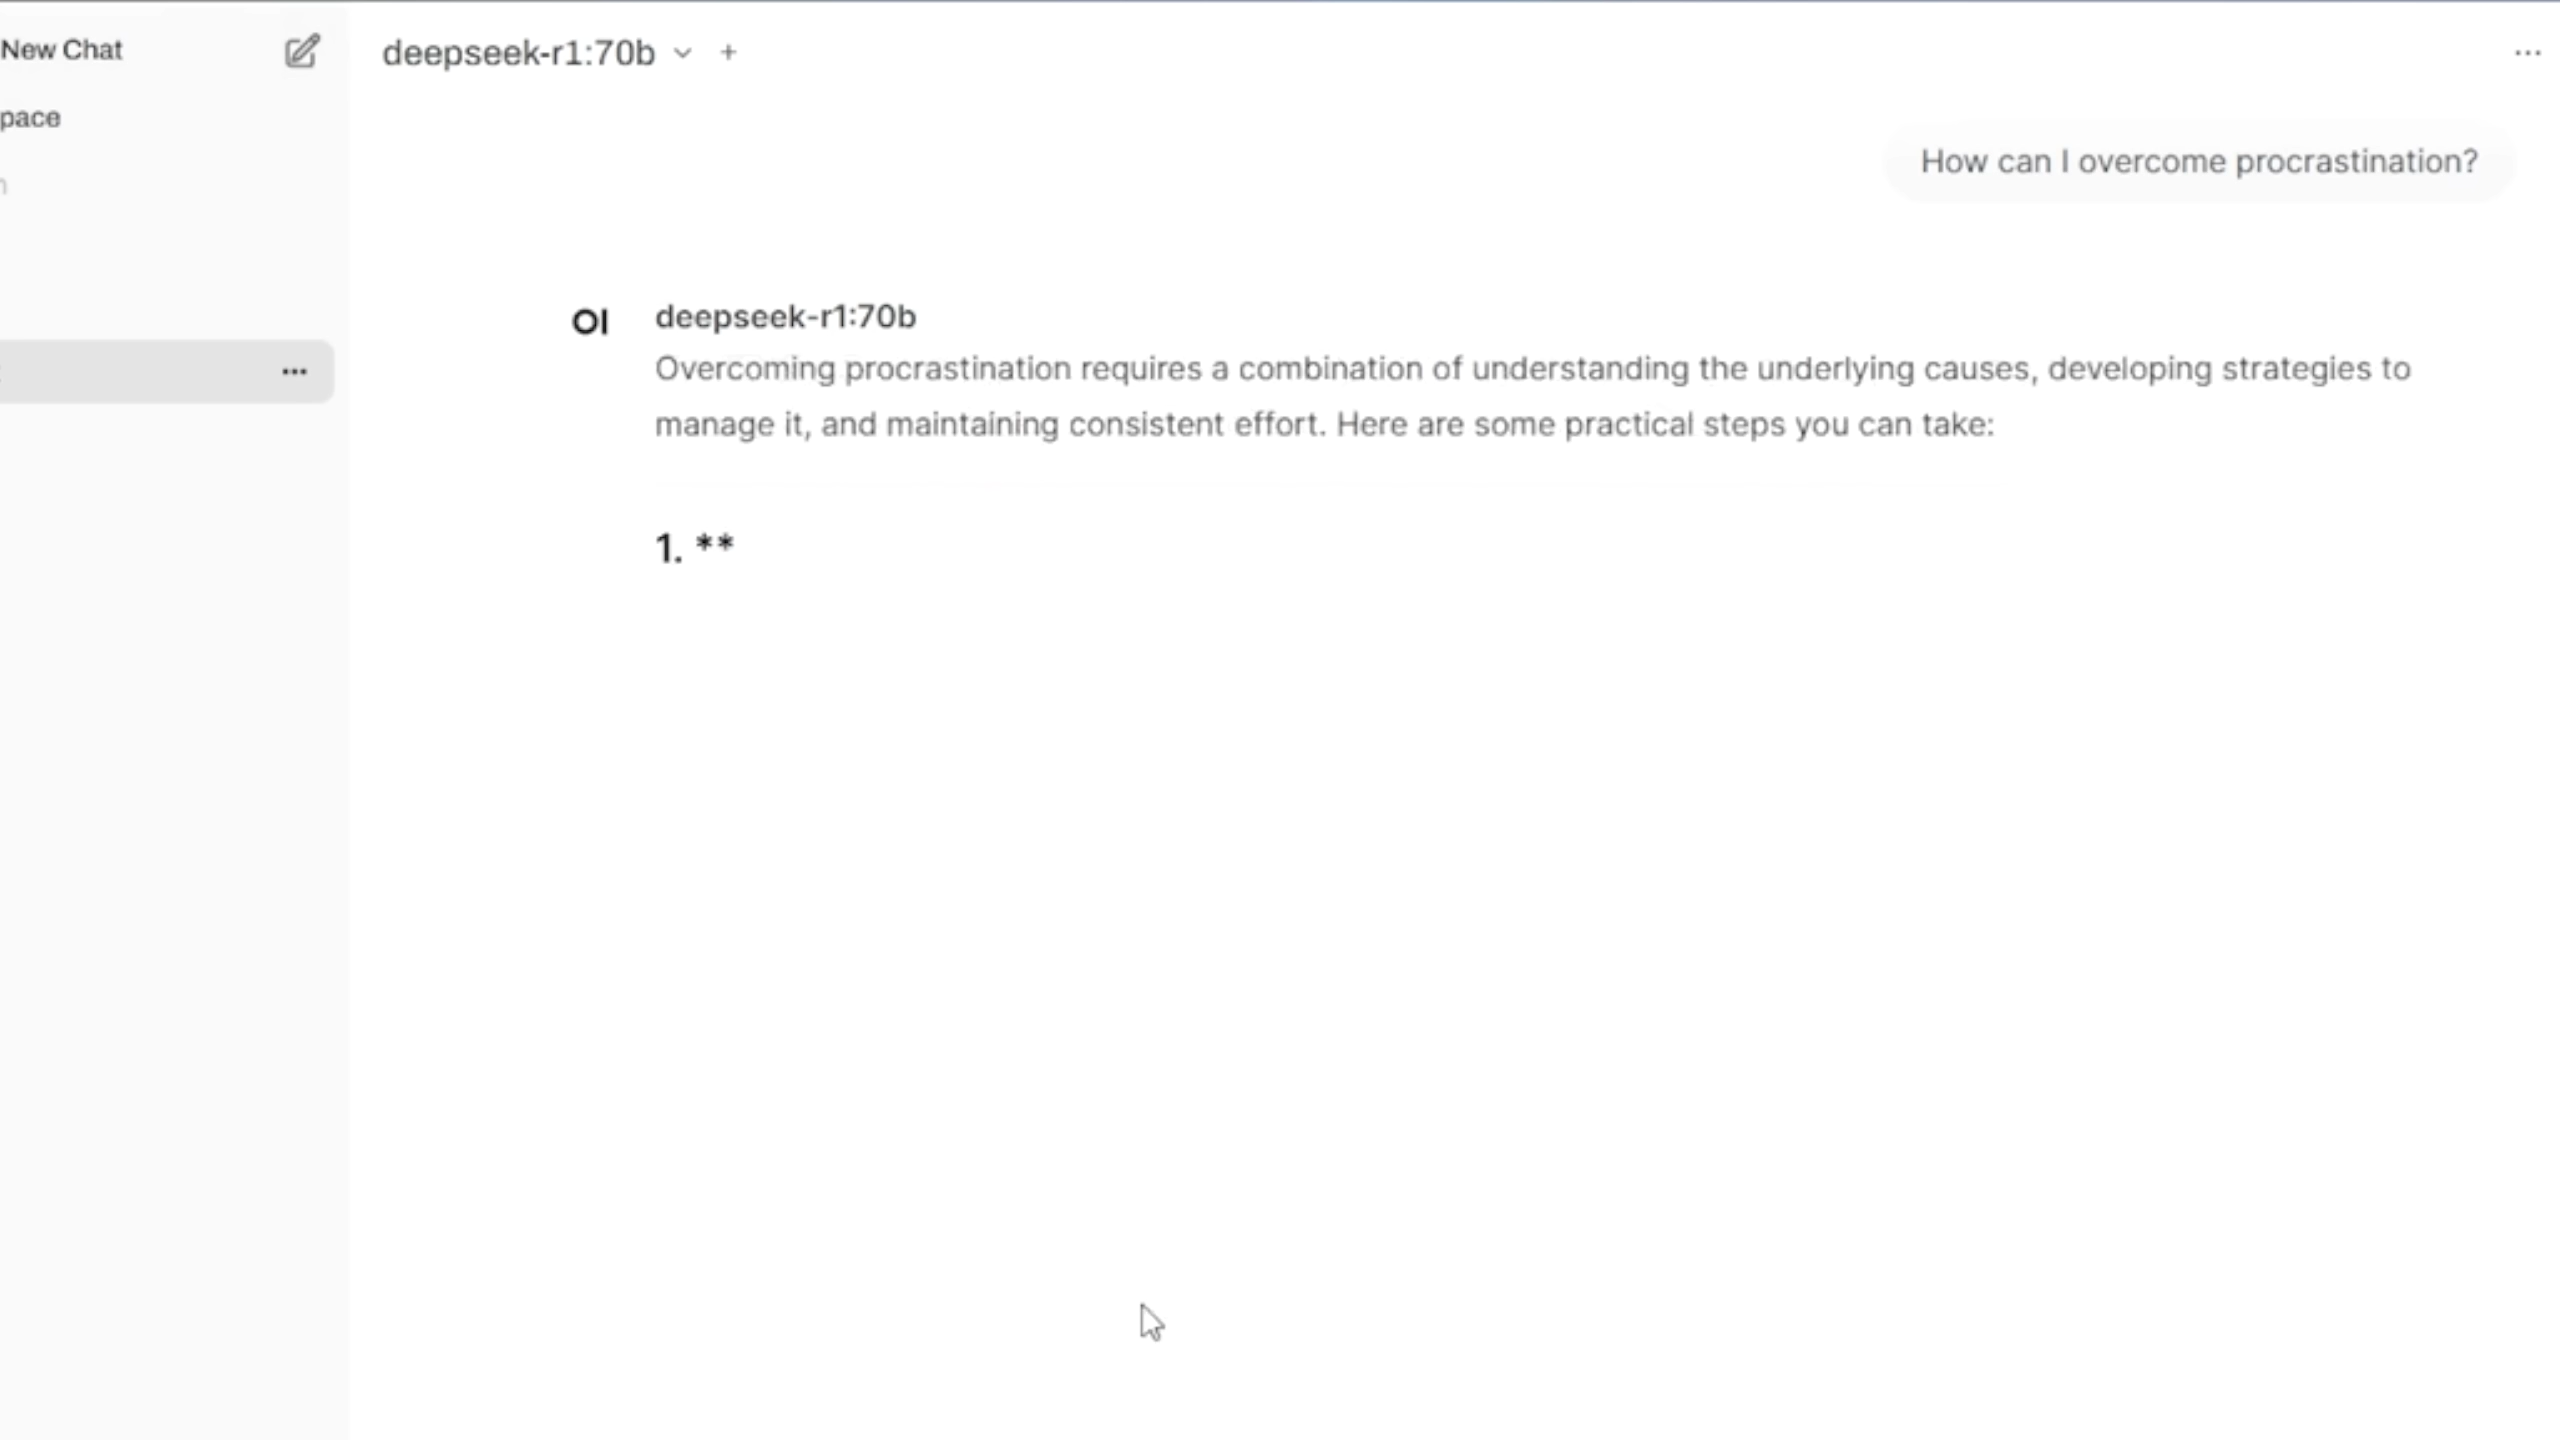 New Chat
deepseek-r1:70b
pace
How can I overcome procrastination?
OI deepseek-r1:70b
Overcoming procrastination requires a combination of understanding the underlying causes, developing strategies to
manage it, and maintaining consistent effort. Here are some practical steps you can take:
1. **